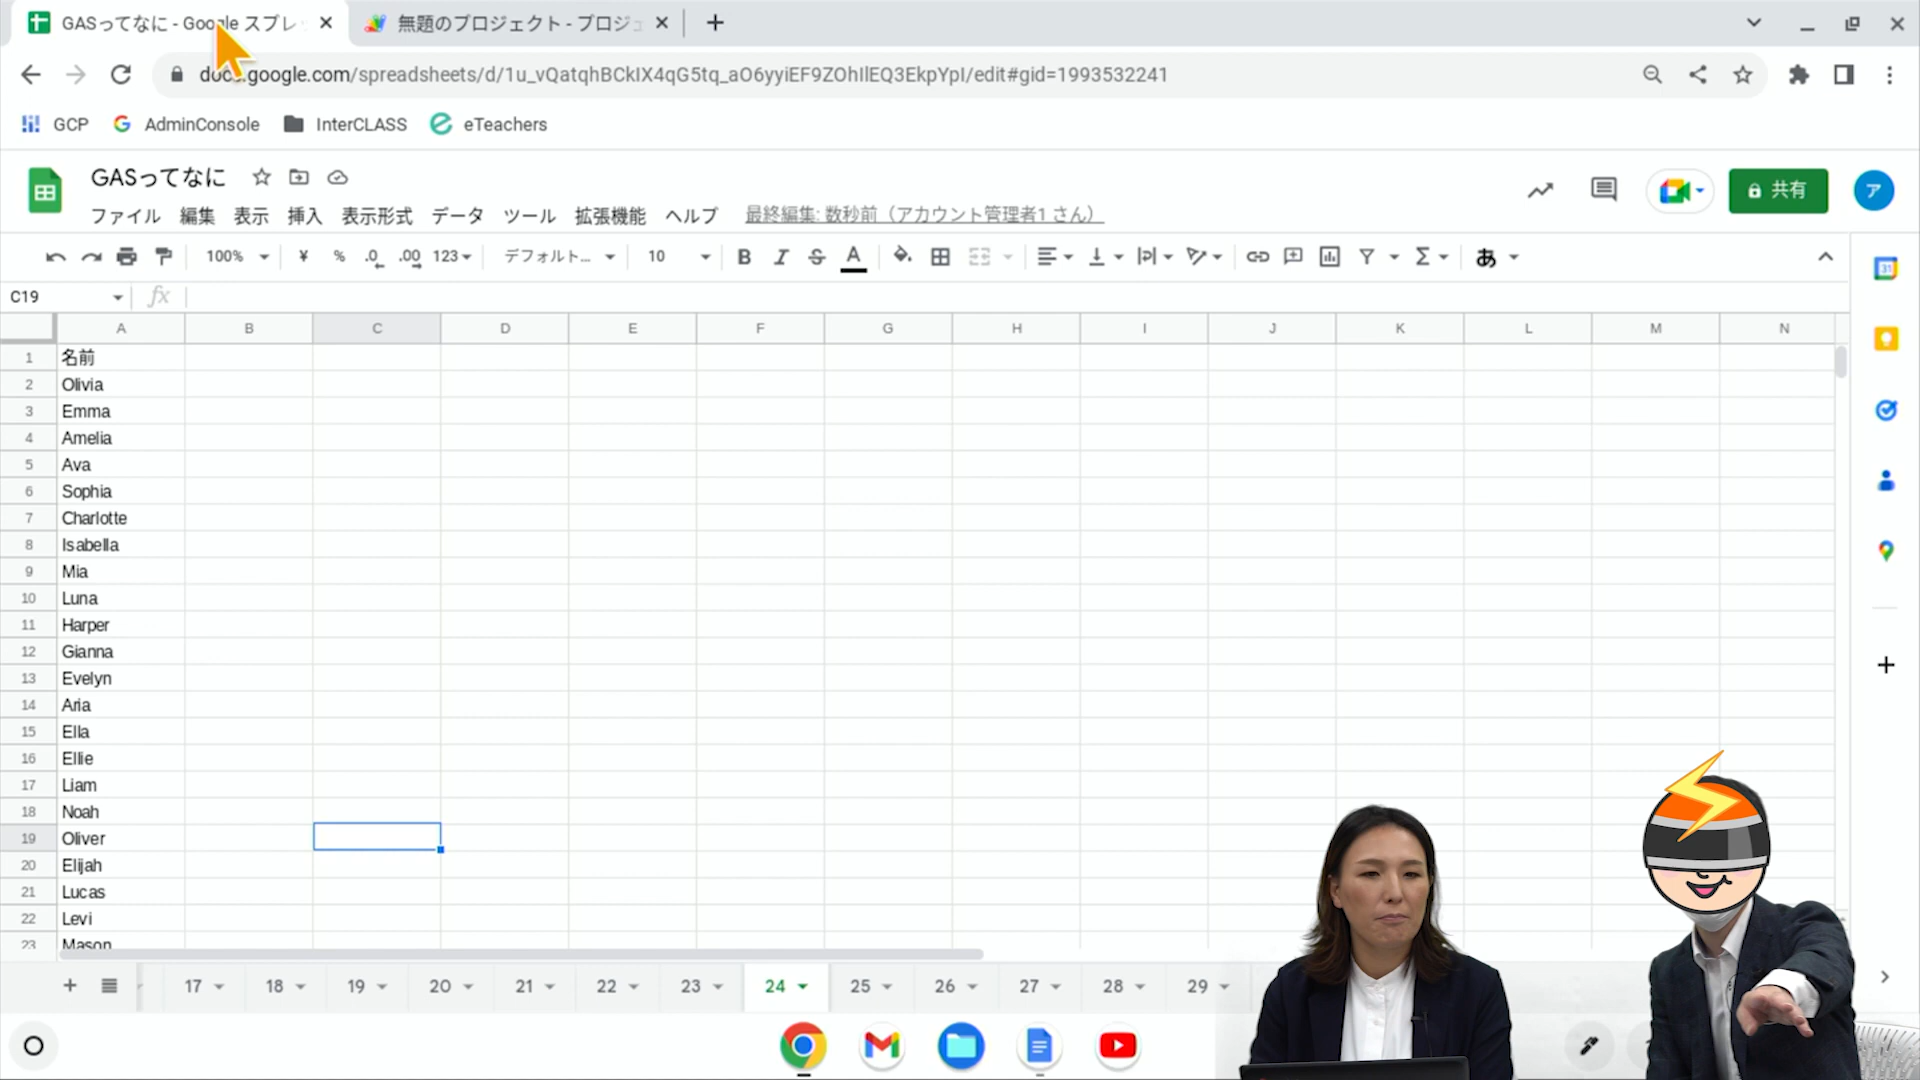 GASってなに - Google スプレッ
無題のプロジェクト - プロジェ
docs.google.com/spreadsheets/d/1u_vQatqhBCkIX4qG5tq_aO6yyiEF9ZOhIlEQ3EkpYpI/edit#gid=1993532241
GCP AdminConsole InterCLASS eTeachers
GASってなに
共有
ア
ファイル 編集 表示 挿入 表示形式 データ ツール 拡張機能 ヘルプ 最終編集: 数秒前（アカウント管理者1 さん）
100% ¥ % .0 .00 123 デフォルト... 10 B I S A Σ あ
C19 fx
A B C D E F G H I J K L M N
1 名前
2 Olivia
3 Emma
4 Amelia
5 Ava
6 Sophia
7 Charlotte
8 Isabella
9 Mia
10 Luna
11 Harper
12 Gianna
13 Evelyn
14 Aria
15 Ella
16 Ellie
17 Liam
18 Noah
19 Oliver
20 Elijah
21 Lucas
22 Levi
23 Mason
17 18 19 20 21 22 23 24 25 26 27 28 29